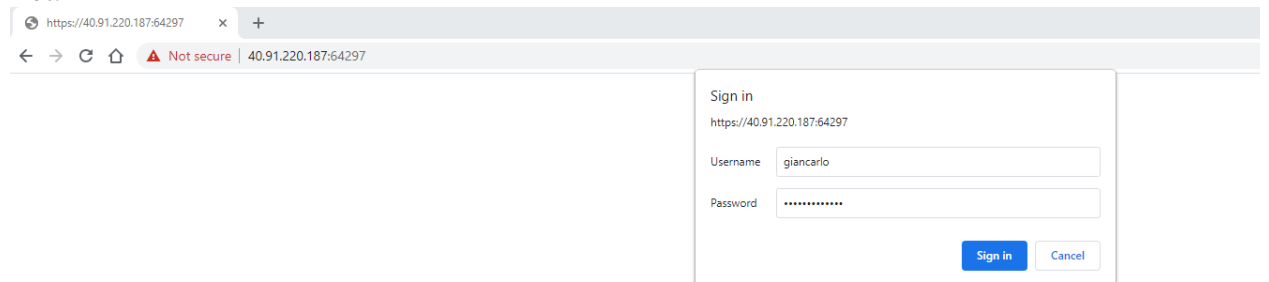 https://40.91.220.187:64297
Not secure | 40.91.220.187:64297
Sign in
https://40.91.220.187:64297
Username giancarlo
Password •••••••••••••
Sign in Cancel